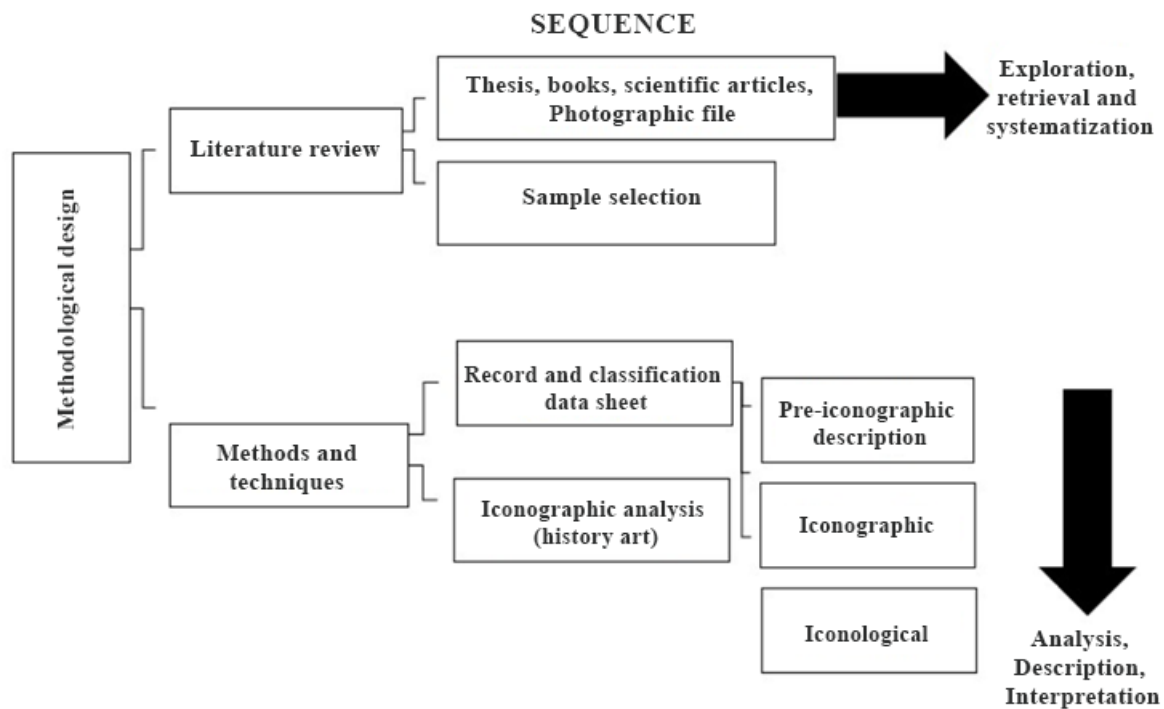 SEQUENCE
Thesis, books, scientific articles,
Photographic file
Exploration,
retrieval and
systematization
Literature review
Sample selection
Methodological design
Record and classification
data sheet
Pre-iconographic
description
Methods and
techniques
Iconographic analysis
(history art)
Iconographic
Iconological
Analysis,
Description,
Interpretation